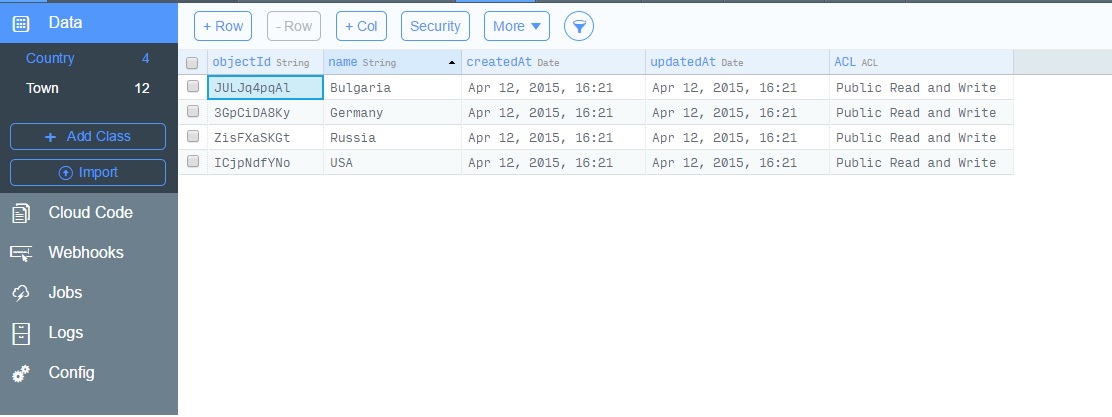 Data
Country 4
Town 12
+ Add Class
Import
Cloud Code
Webhooks
Jobs
Logs
Config
+ Row - Row + Col Security More
objectId String name String createdAt Date updatedAt Date ACL ACL
JULJq4pqAl Bulgaria Apr 12, 2015, 16:21 Apr 12, 2015, 16:21 Public Read and Write
3GpCiDA8Ky Germany Apr 12, 2015, 16:21 Apr 12, 2015, 16:21 Public Read and Write
ZisFXaSKGt Russia Apr 12, 2015, 16:21 Apr 12, 2015, 16:21 Public Read and Write
ICjpNdfYNo USA Apr 12, 2015, 16:21 Apr 12, 2015, 16:21 Public Read and Write